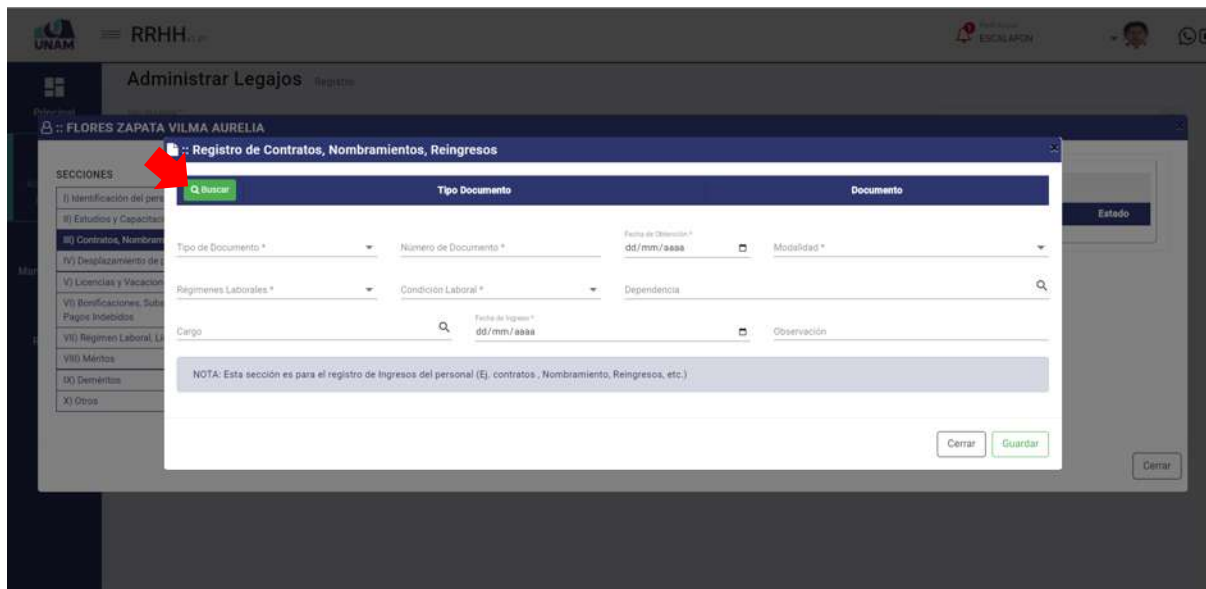 UNAM
RRHH
ESCALAFON
Administrar Legajos Registro
Principal
:: FLORES ZAPATA VILMA AURELIA
:: Registro de Contratos, Nombramientos, Reingresos
SECCIONES
Buscar Tipo Documento Documento
I) Identificación del pers
II) Estudios y Capacitaci
Estado
III) Contratos, Nombram
IV) Desplazamiento de p
V) Licencias y Vacacion
VI) Bonificaciones, Suba
Pagos Indebidos
VII) Régimen Laboral, Li
VIII) Méritos
IX) Deméritos
X) Otros
Tipo de Documento * Número de Documento * Fecha de Obtención * dd/mm/aaaa Modalidad *
Regímenes Laborales * Condición Laboral * Dependencia
Cargo Fecha de Ingreso * dd/mm/aaaa Observación
NOTA: Esta sección es para el registro de Ingresos del personal (Ej. contratos , Nombramiento, Reingresos, etc.)
Cerrar Guardar
Cerrar